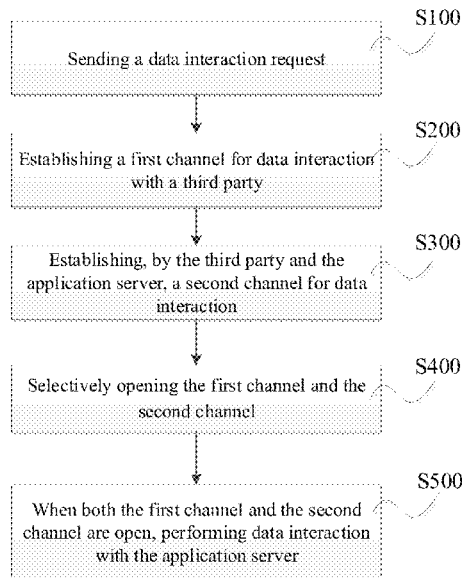 S100
Sending a data interaction request
S200
Establishing a first channel for data interaction
with a third party
S300
Establishing, by the third party and the
application server, a second channel for data
interaction
S400
Selectively opening the first channel and the
second channel
S500
When both the first channel and the second
channel are open, performing data interaction
with the application server